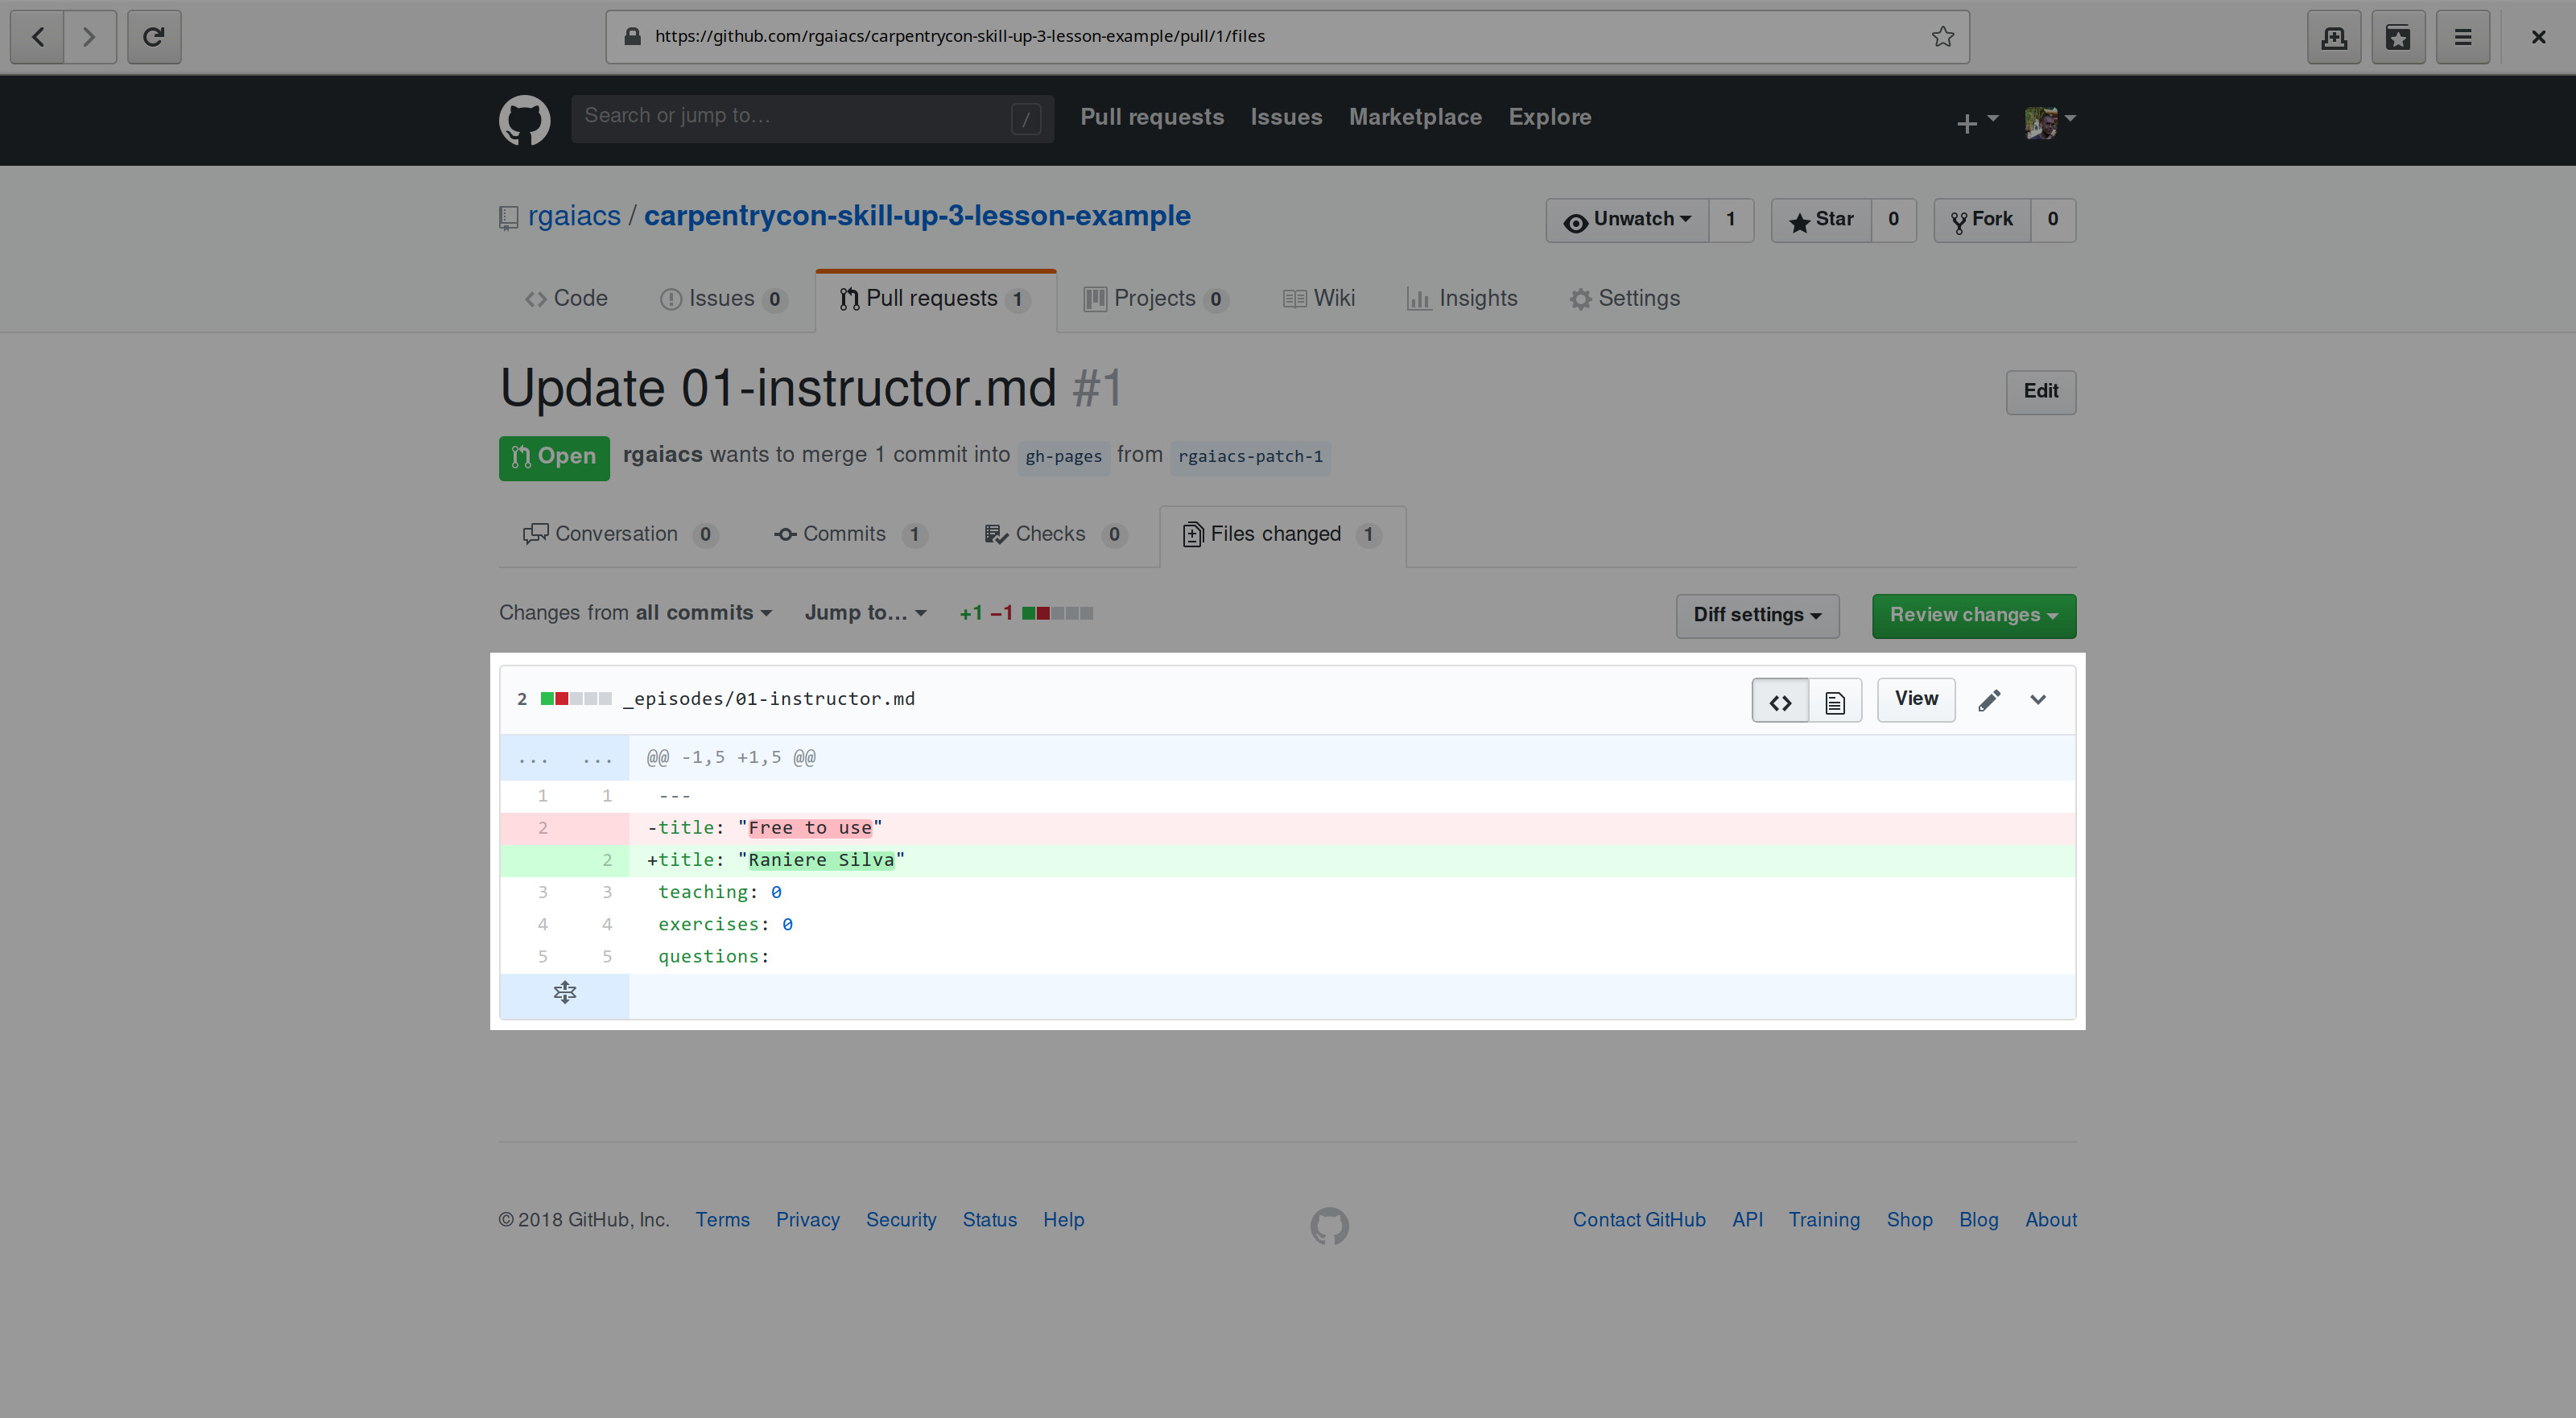 https://github.com/rgaiacs/carpentrycon-skill-up-3-lesson-example/pull/1/files
Search or jump to... / Pull requests Issues Marketplace Explore
rgaiacs / carpentrycon-skill-up-3-lesson-example Unwatch 1 Star 0 Fork 0
Code Issues 0 Pull requests 1 Projects 0 Wiki Insights Settings
Update 01-instructor.md #1 Edit
Open rgaiacs wants to merge 1 commit into gh-pages from rgaiacs-patch-1
Conversation 0 Commits 1 Checks 0 Files changed 1
Changes from all commits Jump to... +1 −1 Diff settings Review changes
2 _episodes/01-instructor.md View
... ... @@ -1,5 +1,5 @@
1 1 ---
2 -title: "Free to use"
2 +title: "Raniere Silva"
3 3 teaching: 0
4 4 exercises: 0
5 5 questions:
© 2018 GitHub, Inc. Terms Privacy Security Status Help Contact GitHub API Training Shop Blog About